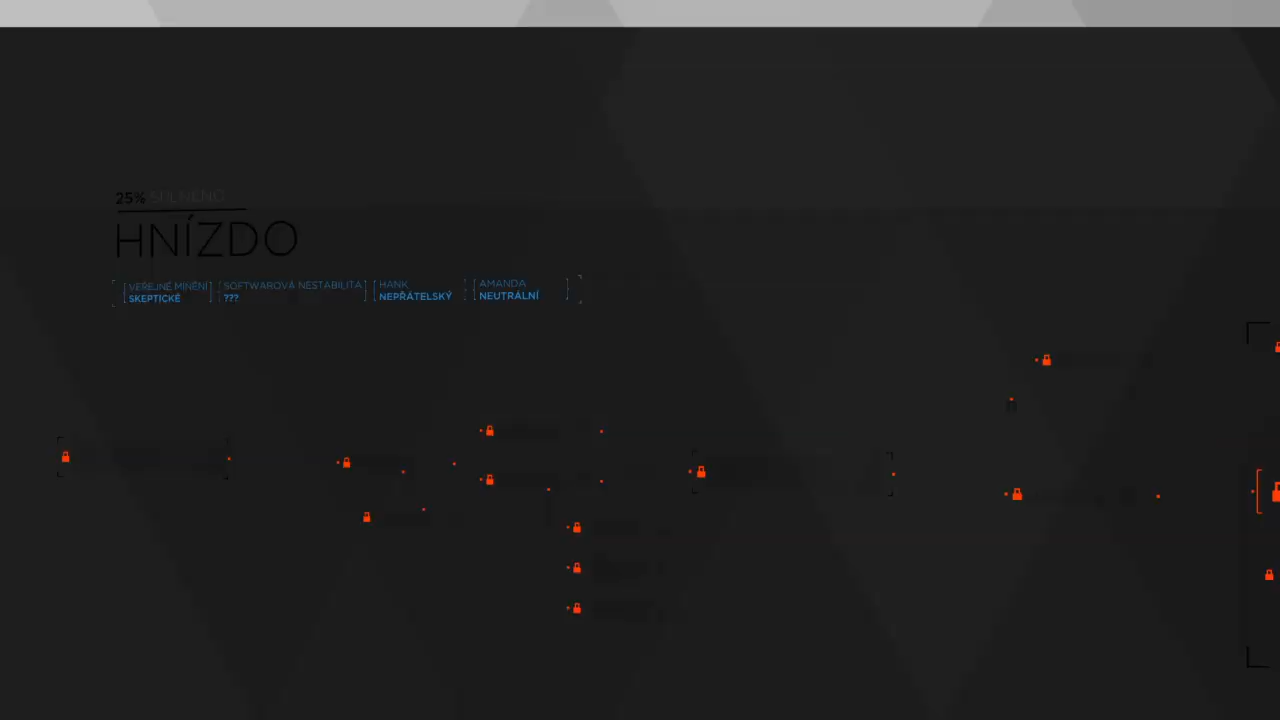 25% SPLNĚNO
HNÍZDO
VEŘEJNÉ MÍNĚNÍ SOFTWAROVÁ NESTABILITA HANK AMANDA
SKEPTICKÉ ??? NEPŘÁTELSKÝ NEUTRÁLNÍ